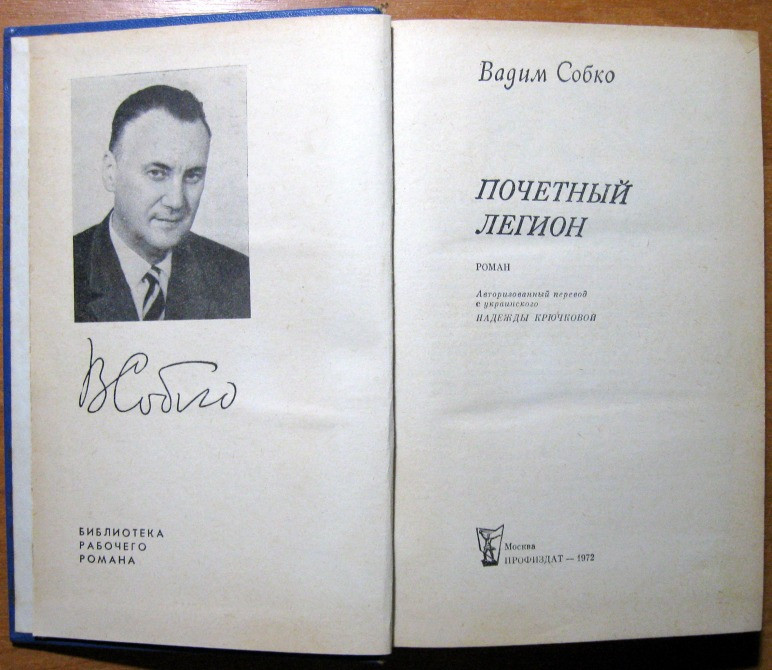 ВСобко
БИБЛИОТЕКА
РАБОЧЕГО
РОМАНА
Вадим Собко
ПОЧЕТНЫЙ
ЛЕГИОН
РОМАН
Авторизованный перевод
с украинского
НАДЕЖДЫ КРЮЧКОВОЙ
Москва
ПРОФИЗДАТ — 1972